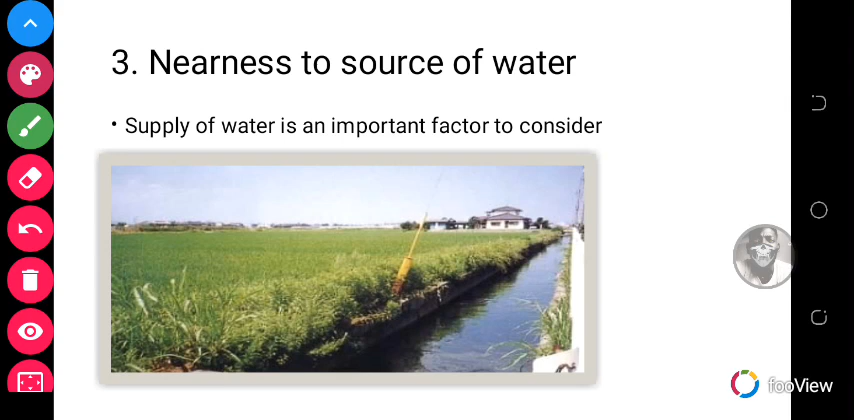 3. Nearness to source of water
• Supply of water is an important factor to consider
fooView